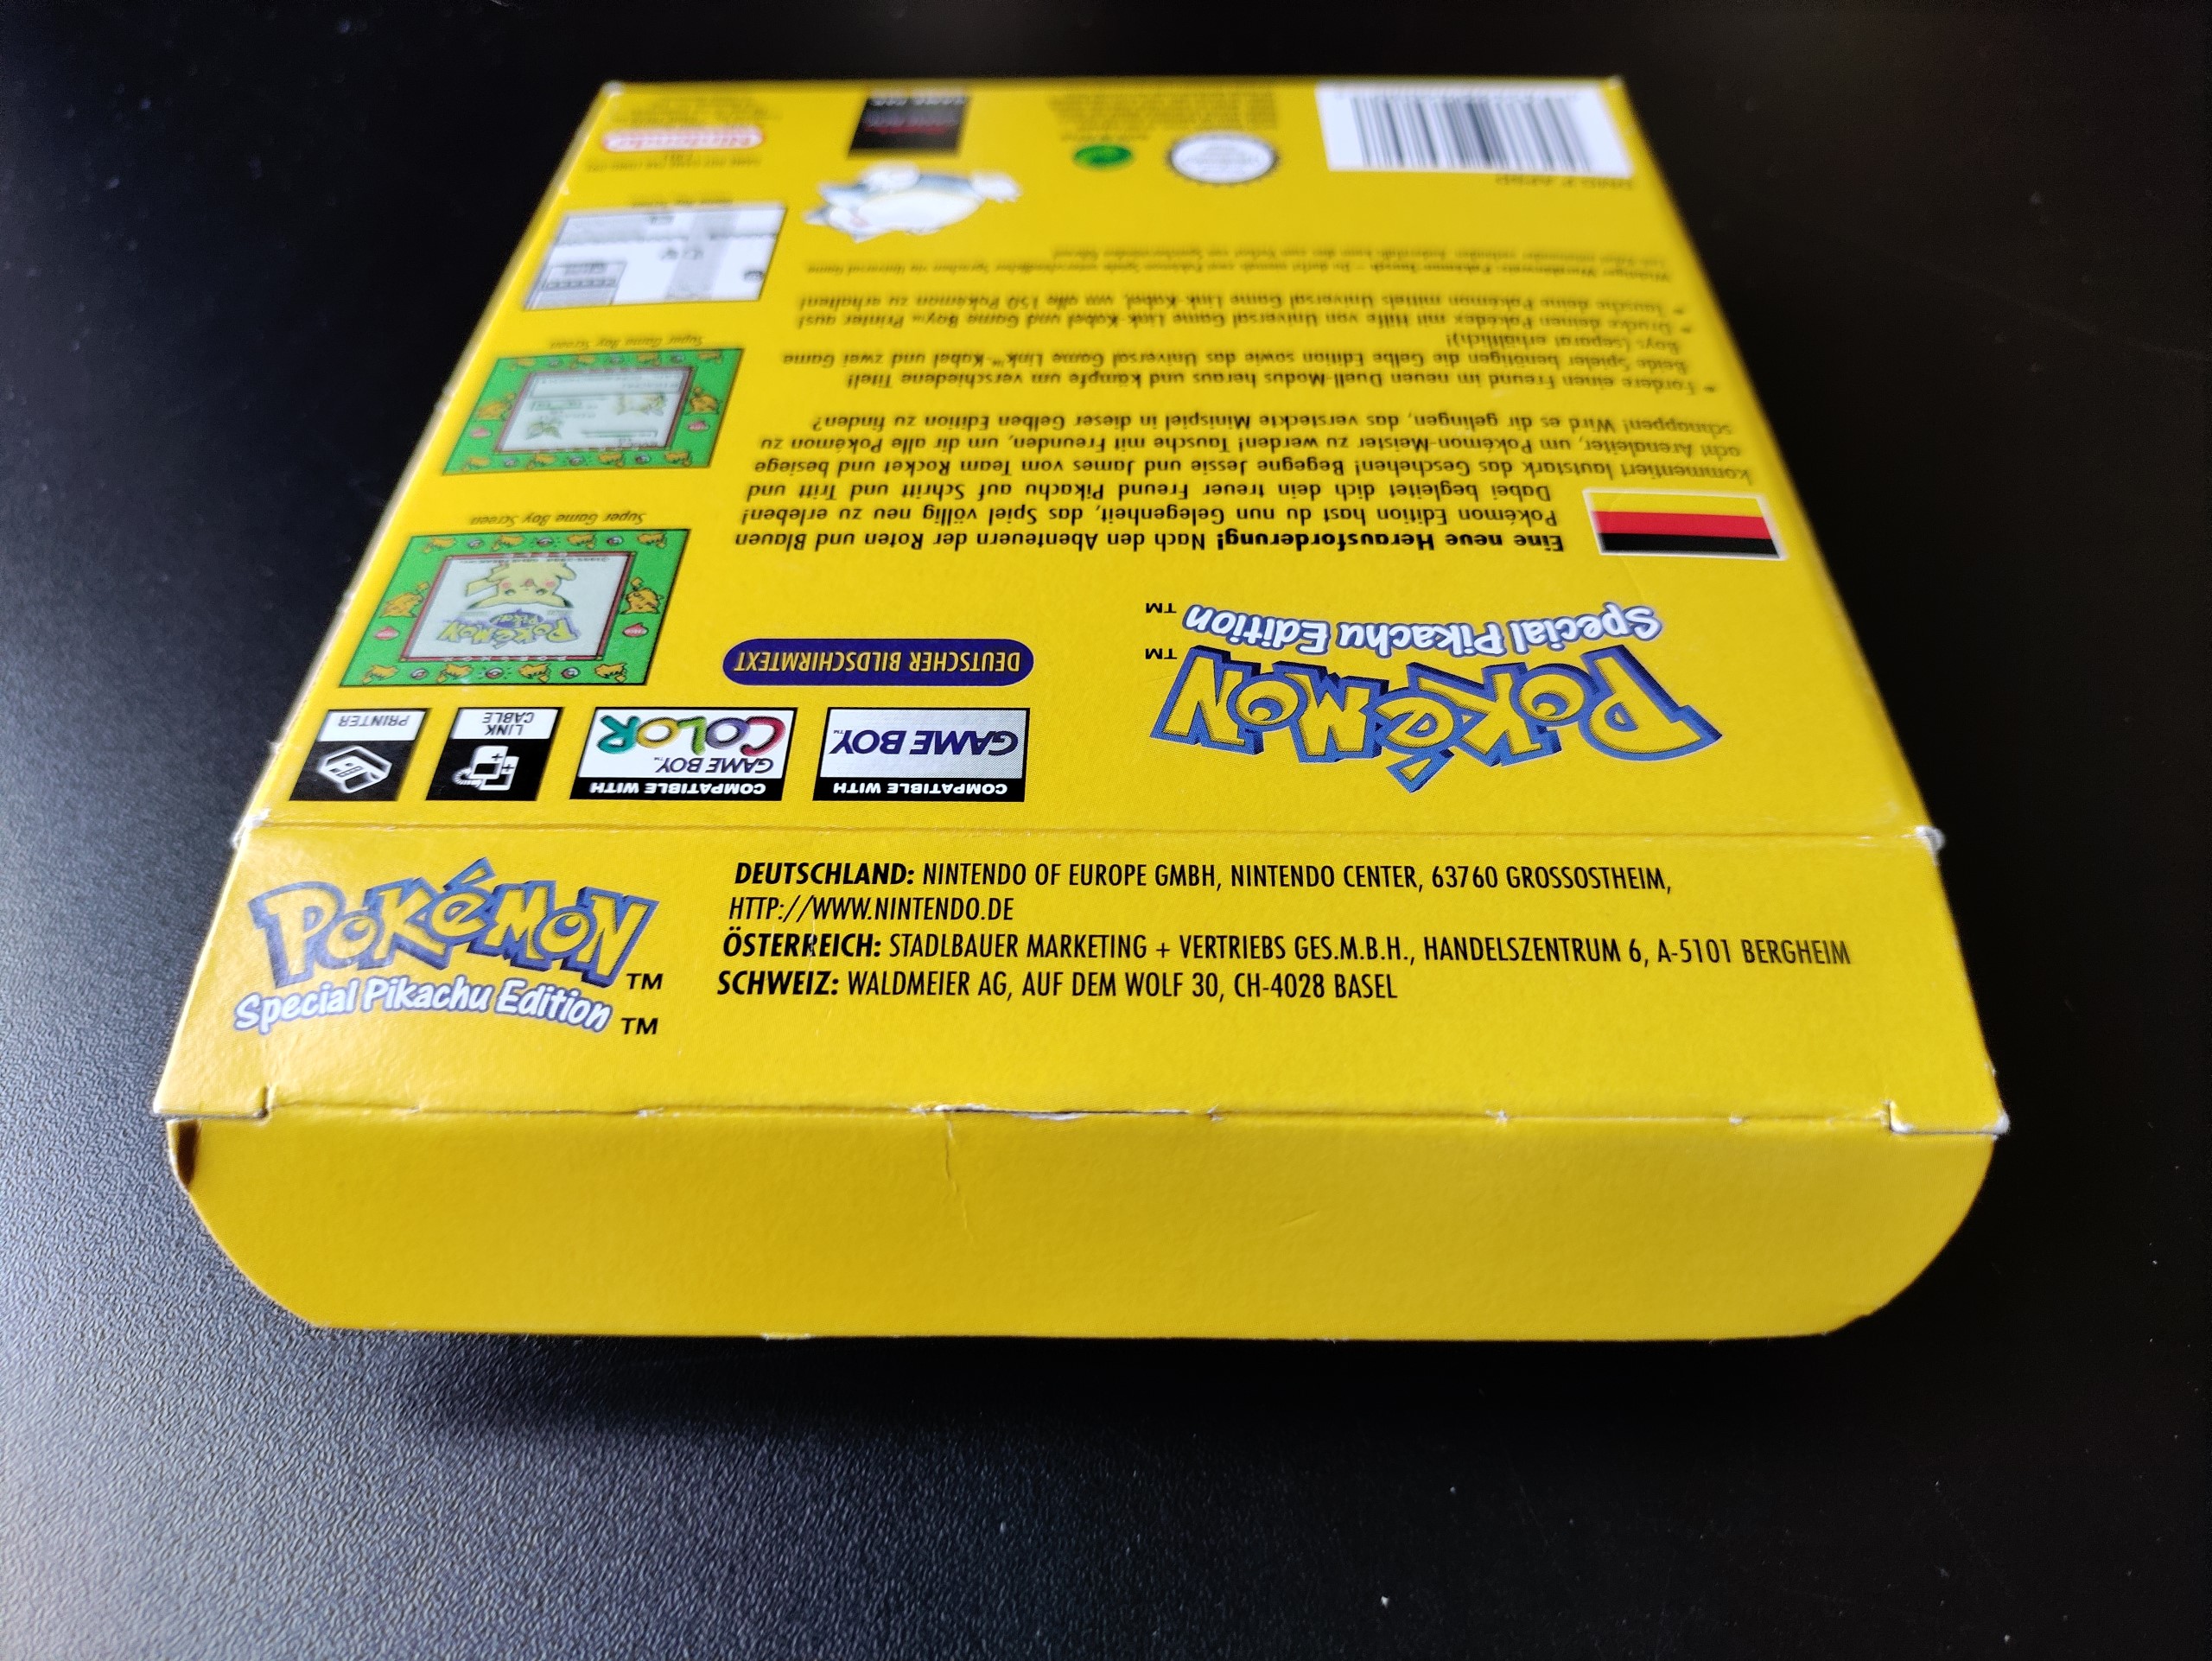 POKéMON™
Special Pikachu Edition™
DEUTSCHLAND: NINTENDO OF EUROPE GMBH, NINTENDO CENTER, 63760 GROSSOSTHEIM,
HTTP://WWW.NINTENDO.DE
ÖSTERREICH: STADLBAUER MARKETING + VERTRIEBS GES.M.B.H., HANDELSZENTRUM 6, A-5101 BERGHEIM
SCHWEIZ: WALDMEIER AG, AUF DEM WOLF 30, CH-4028 BASEL
POKéMON™
Special Pikachu Edition™
COMPATIBLE WITH
GAME BOY™
COMPATIBLE WITH
GAME BOY™
COLOR
LINK
CABLE
PRINTER
DEUTSCHER BILDSCHIRMTEXT
Eine neue Herausforderung! Nach den Abenteuern der Roten und Blauen
Pokémon Edition hast du nun Gelegenheit, das Spiel völlig neu zu erleben!
Dabei begleitet dich dein treuer Freund Pikachu auf Schritt und Tritt und
kommentiert lautstark das Geschehen! Begegne Jessie und James vom Team Rocket und besiege
acht Arenaleiter, um Pokémon-Meister zu werden! Tausche mit Freunden, um dir alle Pokémon zu
schnappen! Wird es dir gelingen, das versteckte Minispiel in dieser Gelben Edition zu finden?
• Fordere einen Freund im neuen Duell-Modus heraus und kämpfe um verschiedene Titel!
Beide Spieler benötigen die Gelbe Edition sowie das Universal Game Link™-Kabel und zwei Game
Boys (separat erhältlich)!
• Drucke deinen Pokédex mit Hilfe von Universal Game Link-Kabel und Game Boy™ Printer aus!
• Tausche deine Pokémon mittels Universal Game Link-Kabel, um alle 150 Pokémon zu erhalten!
POKéMON
Super Game Boy Screen
Super Game Boy Screen
Nintendo